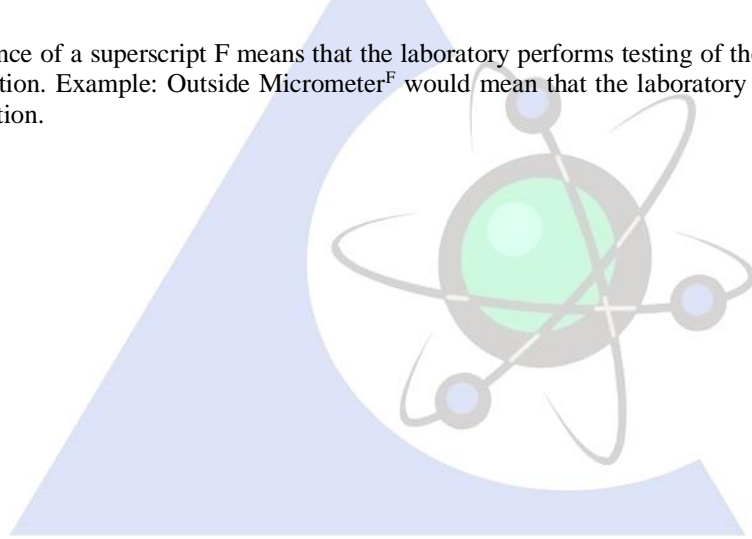 nce of a superscript F means that the laboratory performs testing of the
tion. Example: Outside Micrometerᶠ would mean that the laboratory
tion.